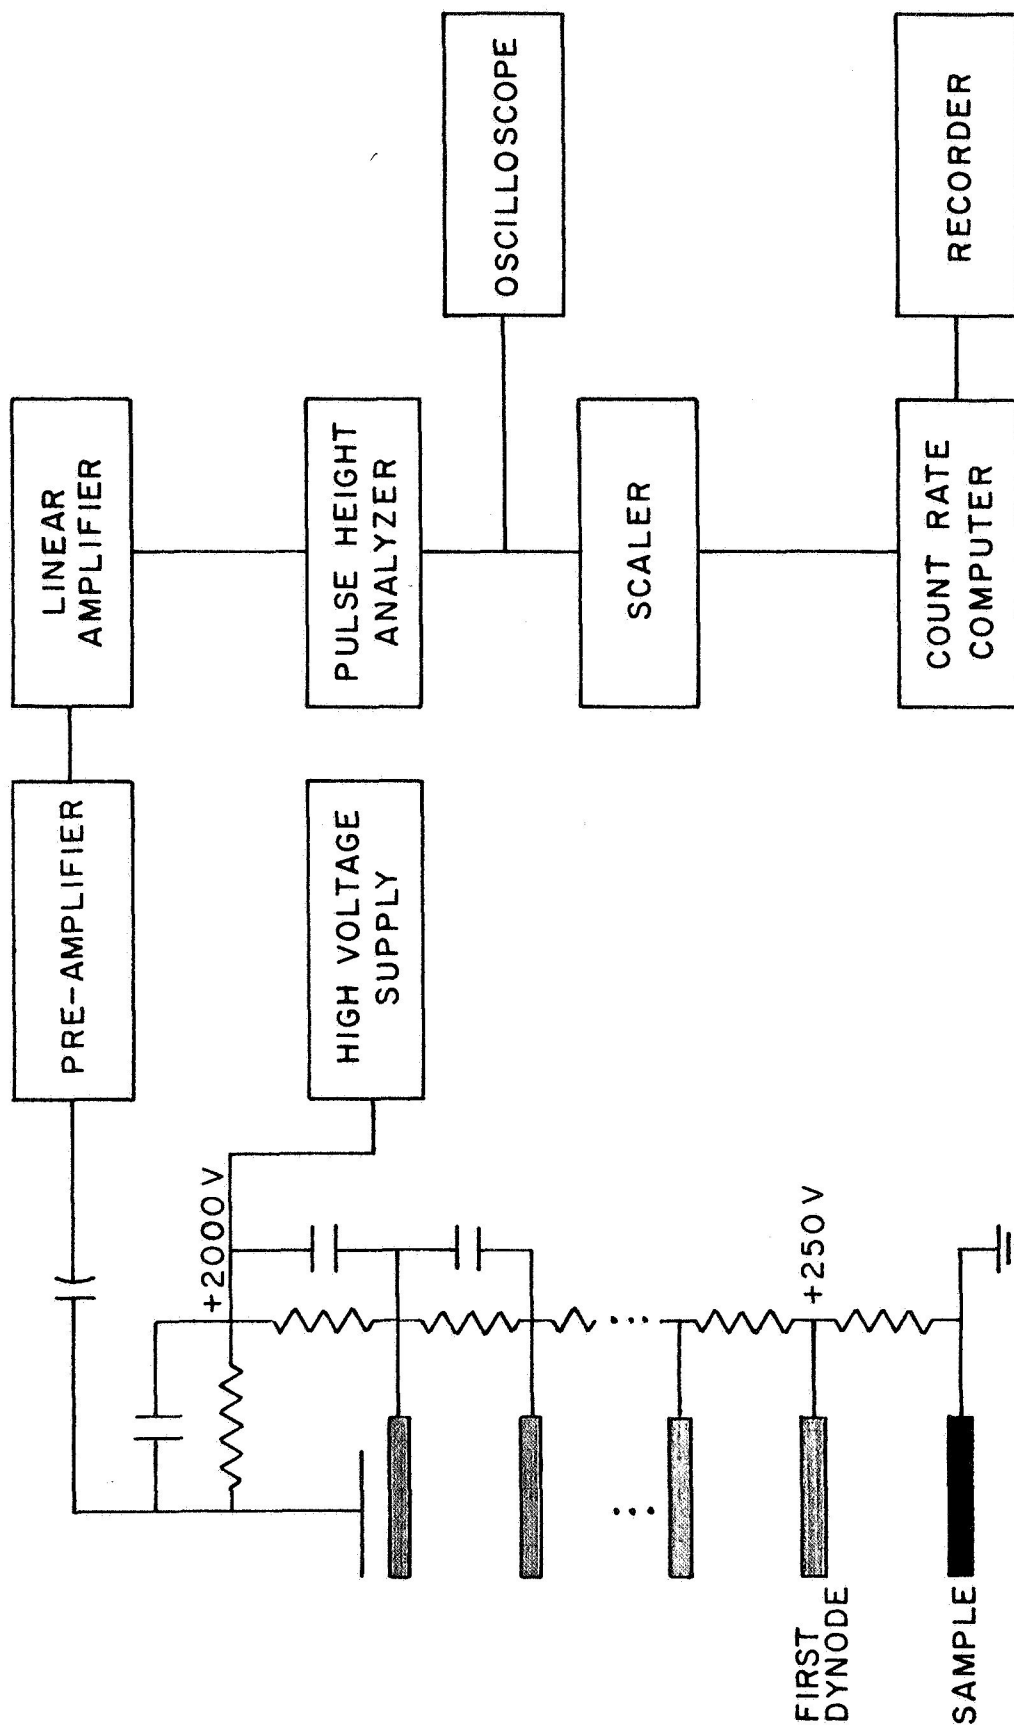 PRE-AMPLIFIER
LINEAR
AMPLIFIER
+2000V
HIGH VOLTAGE
SUPPLY
PULSE HEIGHT
ANALYZER
OSCILLOSCOPE
SCALER
FIRST
DYNODE
+250V
COUNT RATE
COMPUTER
RECORDER
SAMPLE